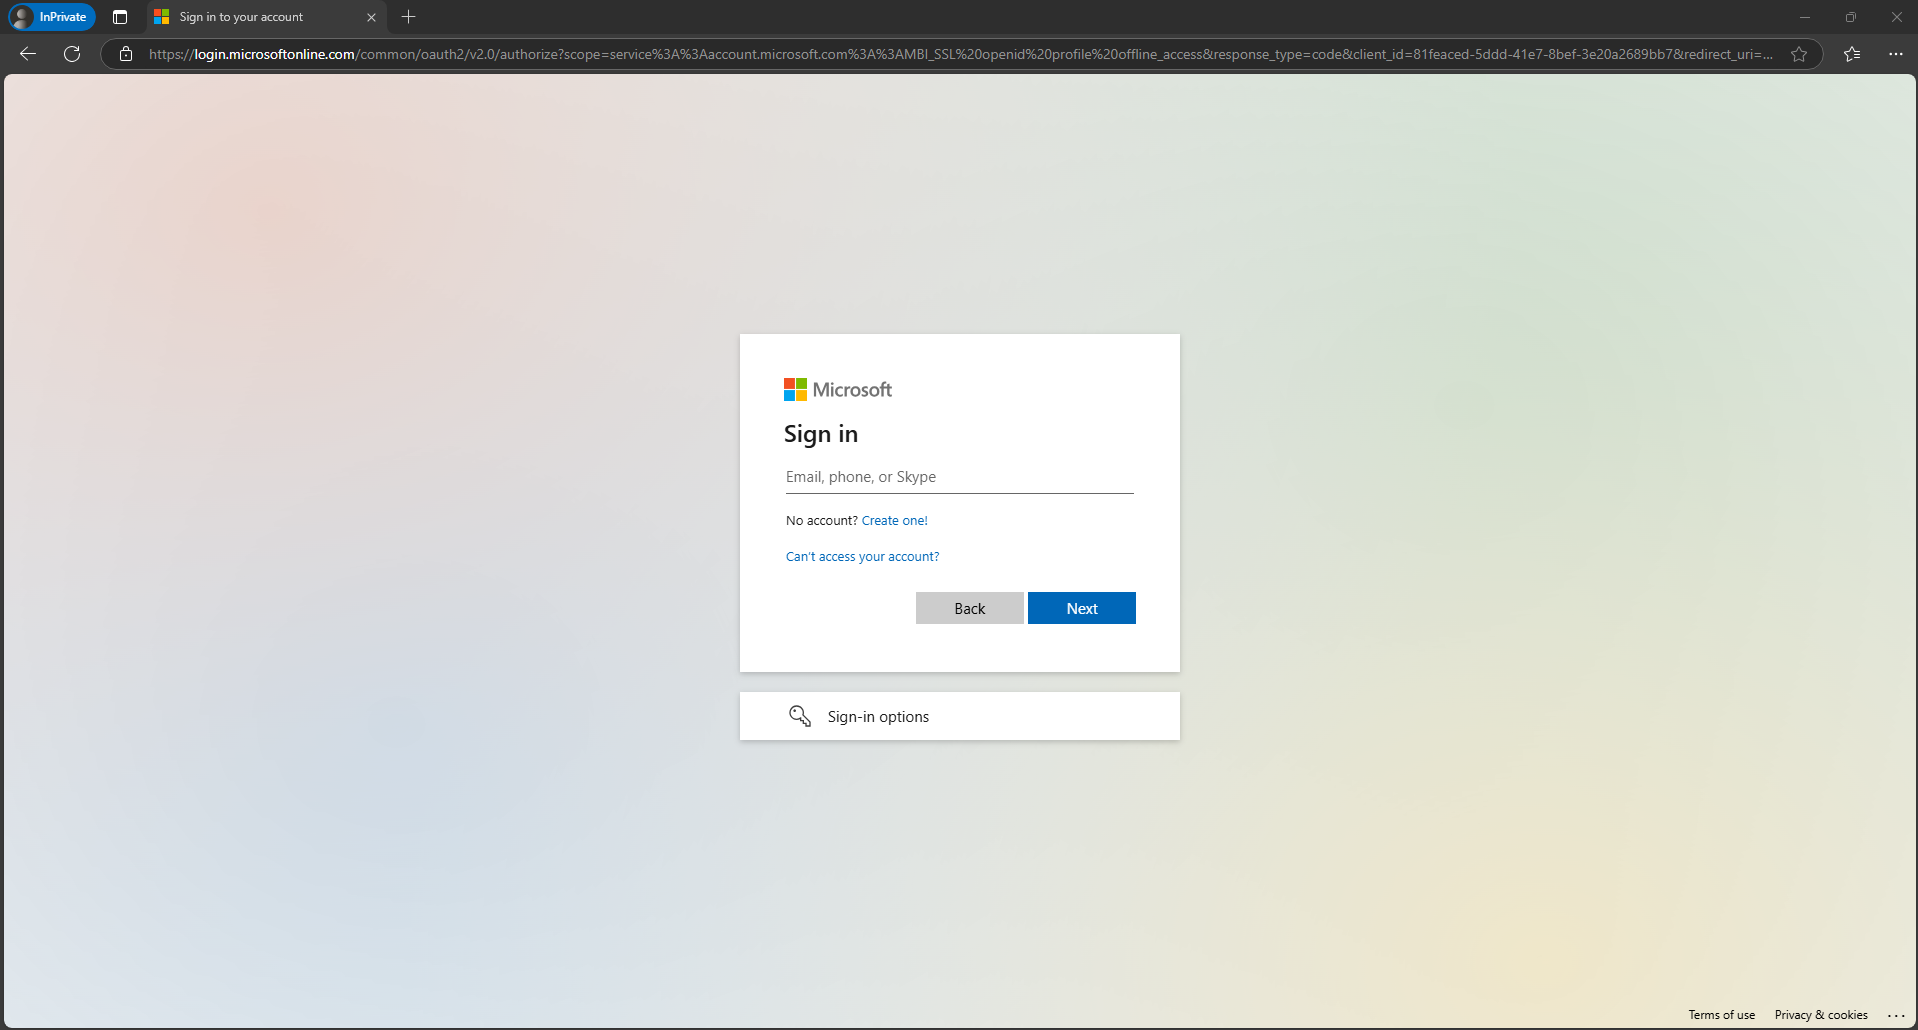 InPrivate
Sign in to your account
https://login.microsoftonline.com/common/oauth2/v2.0/authorize?scope=service%3A%3Aaccount.microsoft.com%3A%3AMBI_SSL%20openid%20profile%20offline_access&response_type=code&client_id=81feaced-5ddd-41e7-8bef-3e20a2689bb7&redirect_uri=...
Microsoft
Sign in
Email, phone, or Skype
No account? Create one!
Can't access your account?
Back Next
Sign-in options
Terms of use Privacy & cookies ...